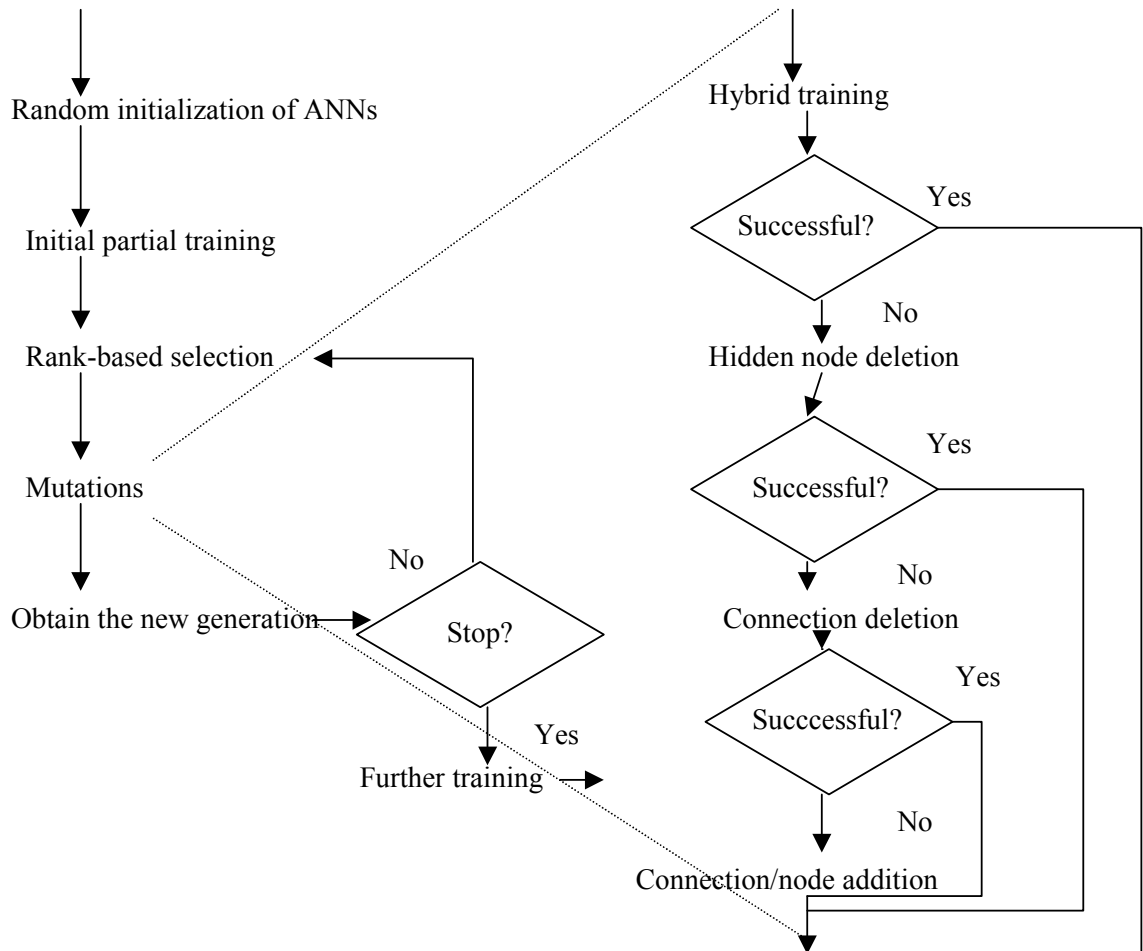 Random initialization of ANNs
Initial partial training
Rank-based selection
Mutations
Obtain the new generation
No
Stop?
Yes
Further training
Hybrid training
Yes
Successful?
No
Hidden node deletion
Yes
Successful?
No
Connection deletion
Yes
Succcessful?
No
Connection/node addition